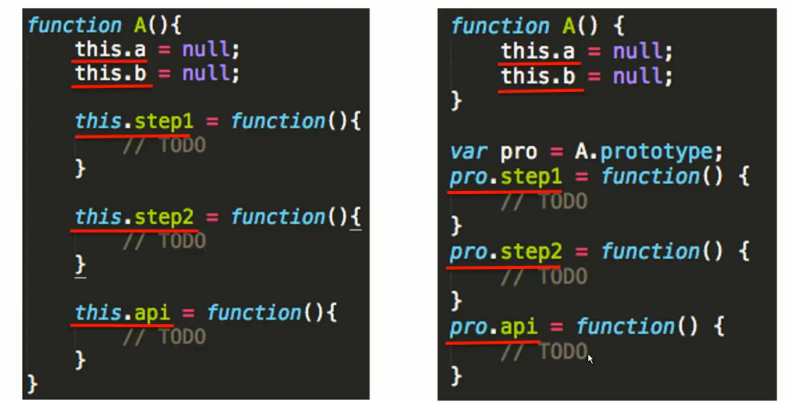 function A(){
this.a = null;
this.b = null;
this.step1 = function(){
// TODO
}
this.step2 = function(){
// TODO
}
this.api = function(){
// TODO
}
}
function A() {
this.a = null;
this.b = null;
}
var pro = A.prototype;
pro.step1 = function() {
// TODO
}
pro.step2 = function() {
// TODO
}
pro.api = function() {
// TODO
}